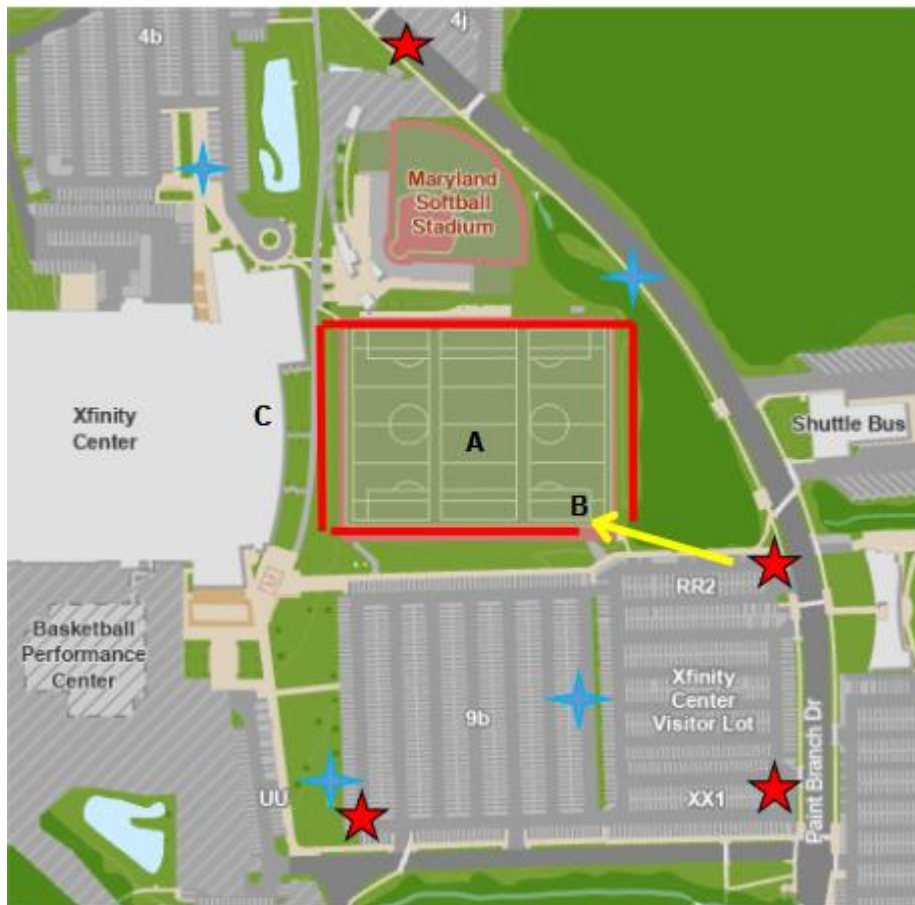 4b
4j
Maryland
Softball
Stadium
Xfinity
Center
C
A
B
Shuttle Bus
RR2
Basketball
Performance
Center
Xfinity
Center
Visitor Lot
9b
UU
XX1
Paint Branch Dr